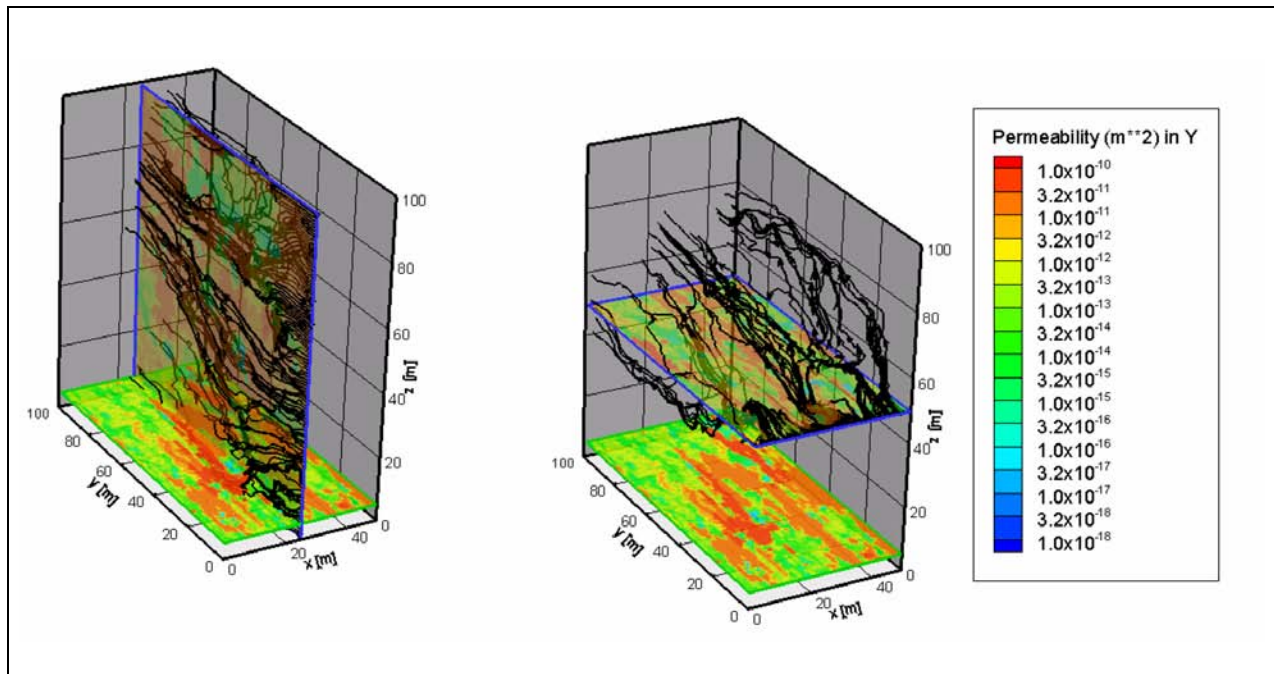 100
80
60
40
20
0
z [m]
100
80
60
40
20
0
y [m]
0
20
40
x [m]
100
80
60
40
20
0
z [m]
100
80
60
40
20
0
y [m]
0
20
40
x [m]
Permeability (m**2) in Y
1.0x10⁻¹⁰
3.2x10⁻¹¹
1.0x10⁻¹¹
3.2x10⁻¹²
1.0x10⁻¹²
3.2x10⁻¹³
1.0x10⁻¹³
3.2x10⁻¹⁴
1.0x10⁻¹⁴
3.2x10⁻¹⁵
1.0x10⁻¹⁵
3.2x10⁻¹⁶
1.0x10⁻¹⁶
3.2x10⁻¹⁷
1.0x10⁻¹⁷
3.2x10⁻¹⁸
1.0x10⁻¹⁸